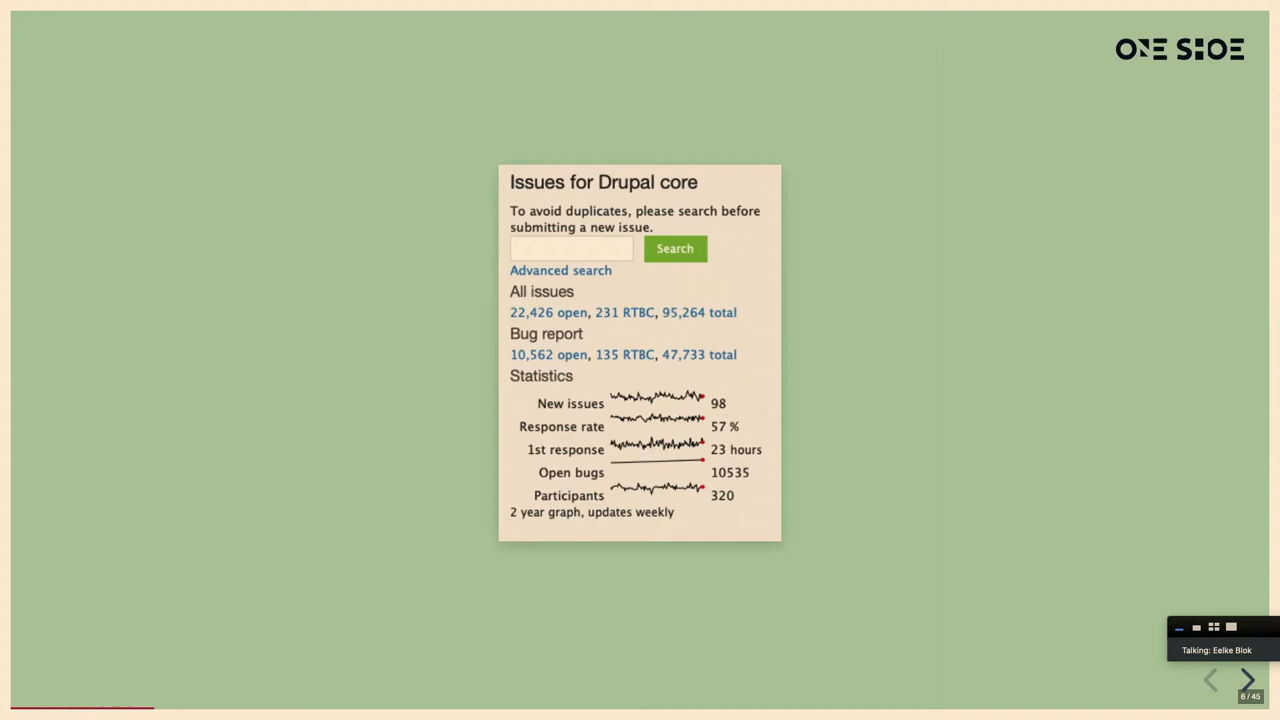 ONE SHOE
Issues for Drupal core
To avoid duplicates, please search before
submitting a new issue.
Search
Advanced search
All issues
22,426 open, 231 RTBC, 95,264 total
Bug report
10,562 open, 135 RTBC, 47,733 total
Statistics
New issues 98
Response rate 57 %
1st response 23 hours
Open bugs 10535
Participants 320
2 year graph, updates weekly
Talking: Eelke Blok
6 / 45